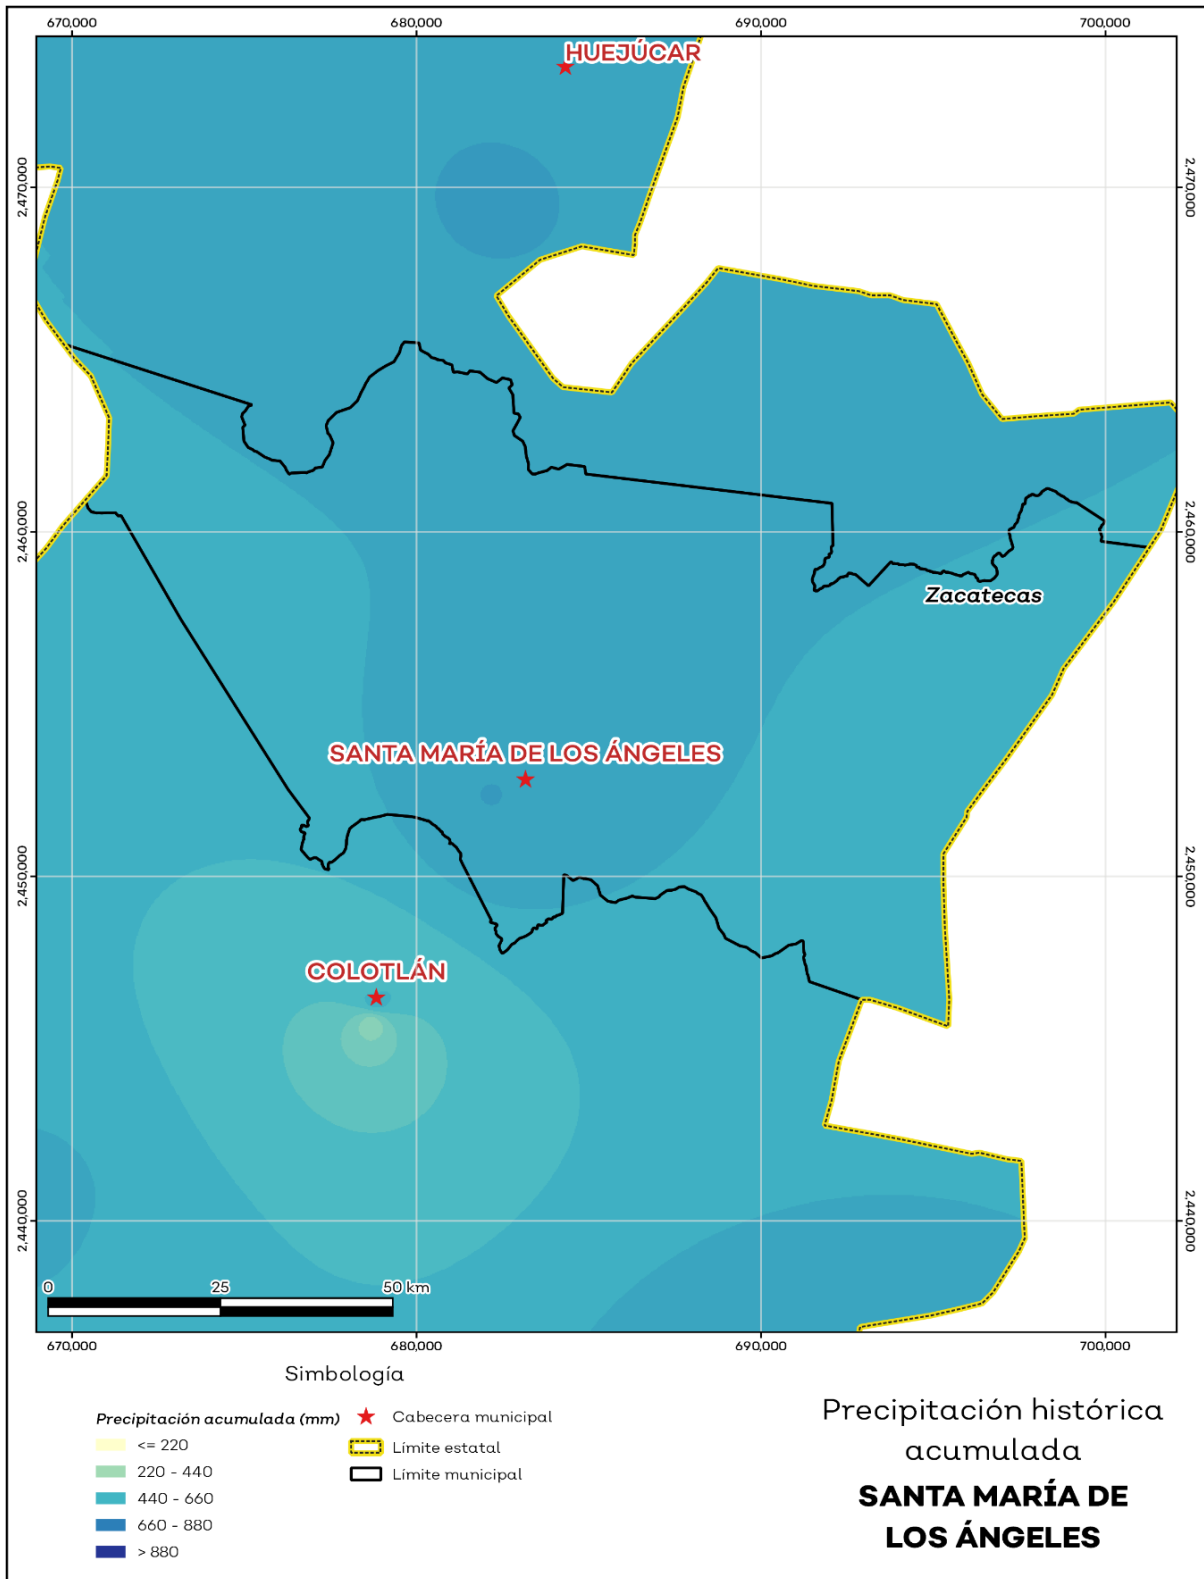 670,000
680,000
690,000
700,000
HUEJÚCAR
2,470,000
2,470,000
2,460,000
2,460,000
Zacatecas
SANTA MARÍA DE LOS ÁNGELES
2,450,000
2,450,000
COLOTLÁN
2,440,000
2,440,000
0
25
50 km
670,000
680,000
690,000
700,000
Simbología
Precipitación acumulada (mm)
<= 220
220 - 440
440 - 660
660 - 880
> 880
Cabecera municipal
Límite estatal
Límite municipal
Precipitación histórica
acumulada
SANTA MARÍA DE
LOS ÁNGELES